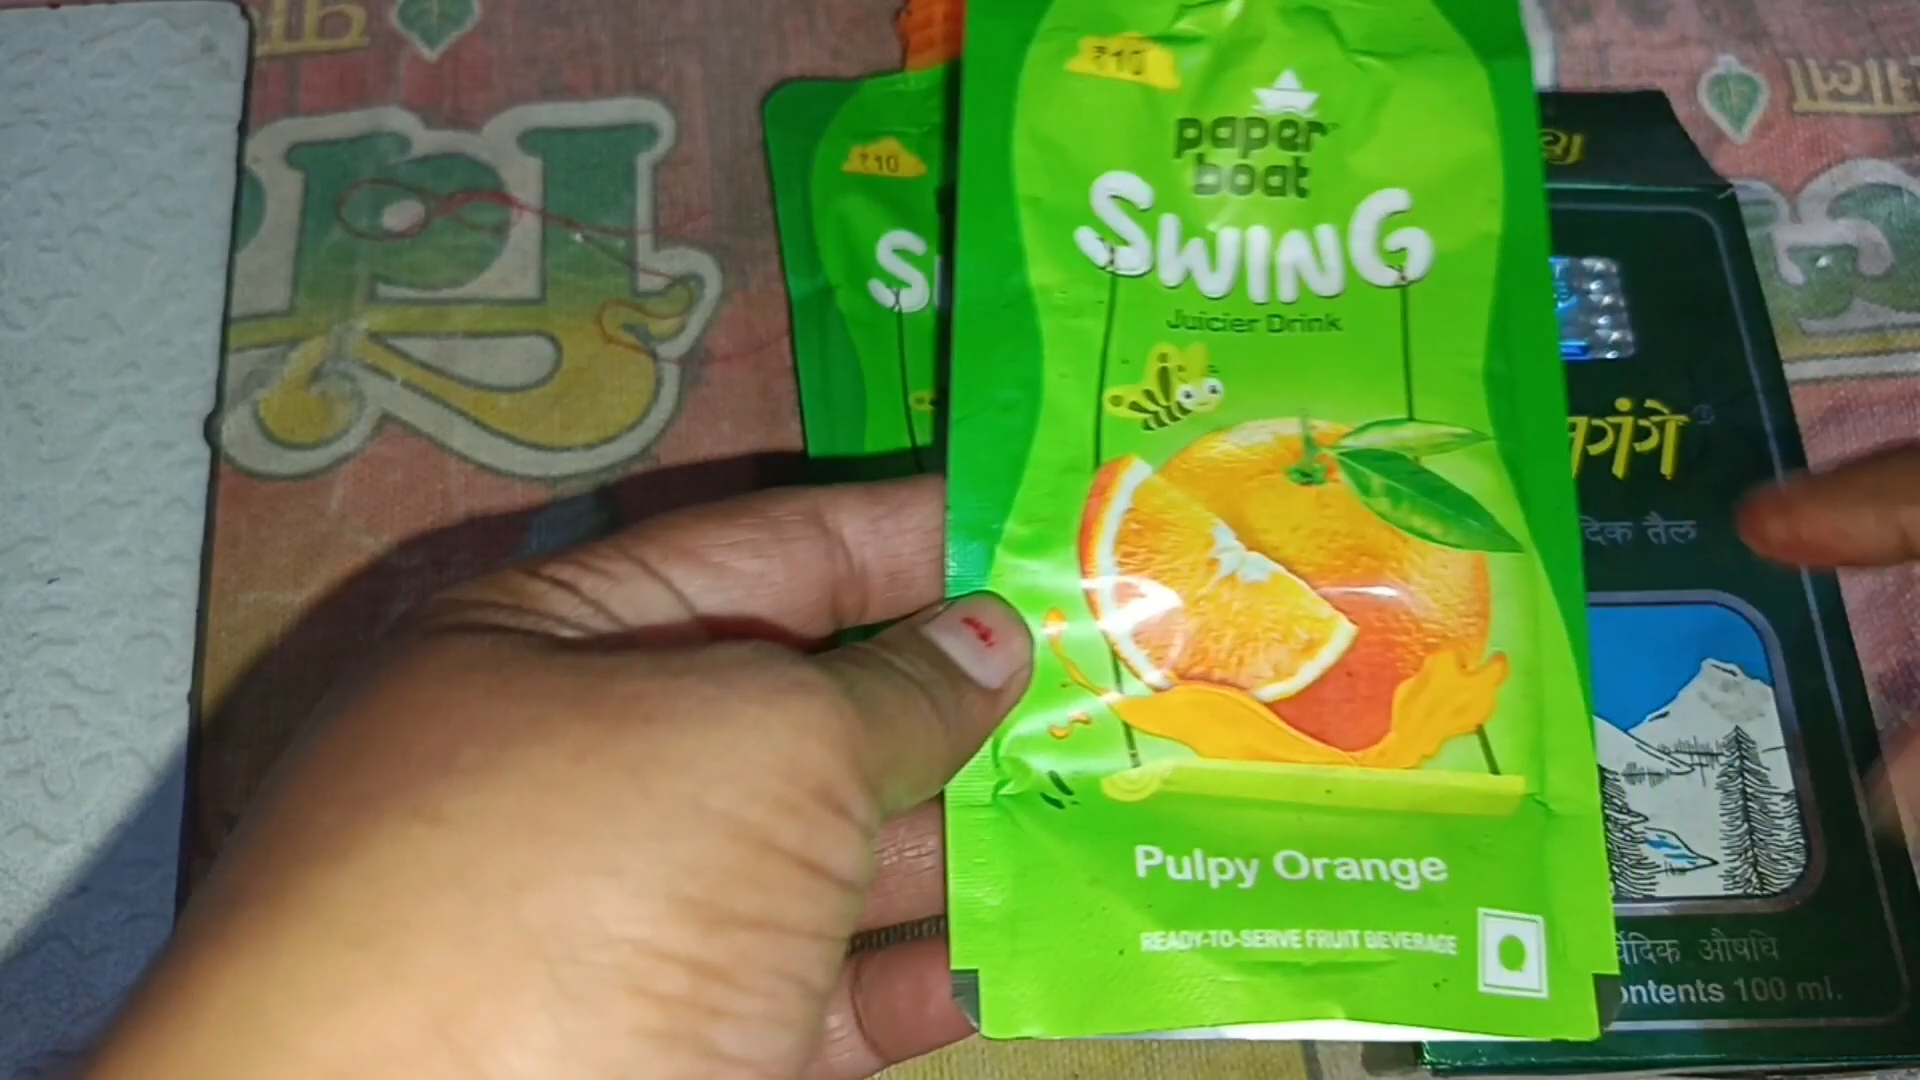 ₹10
paper
boat
SWING
Juicier Drink
Pulpy Orange
READY-TO-SERVE FRUIT BEVERAGE
₹10
S
गंगे
दिक तैल
र्वेदिक औषधि
ontents 100 ml.